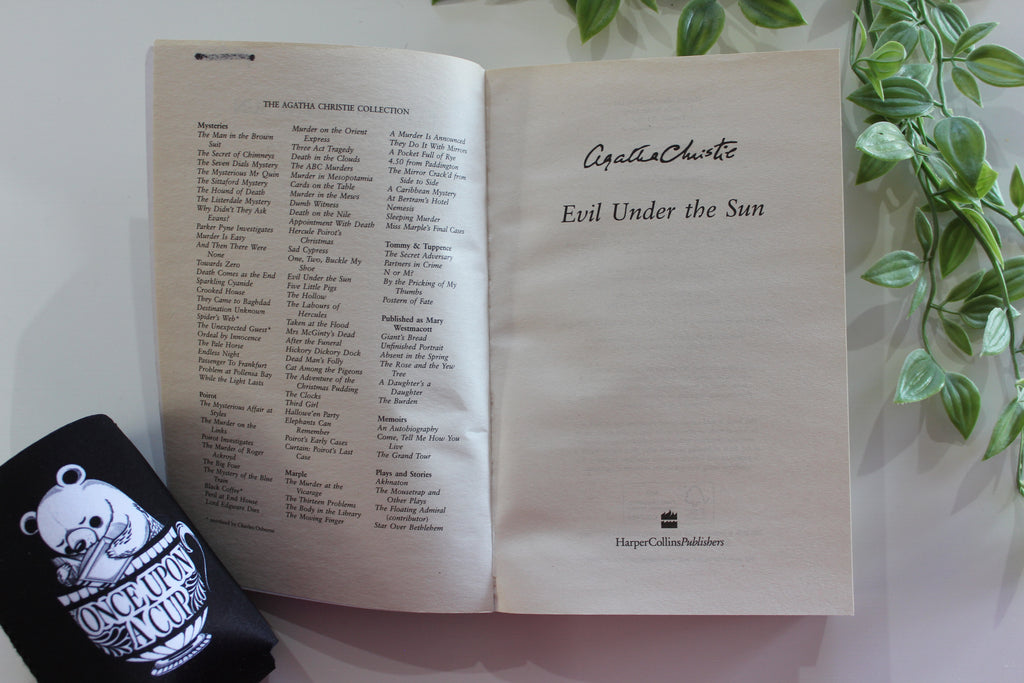 THE AGATHA CHRISTIE COLLECTION
Mysteries
The Man in the Brown
Suit
The Secret of Chimneys
The Seven Dials Mystery
The Mysterious Mr Quin
The Sittaford Mystery
The Hound of Death
The Listerdale Mystery
Why Didn't They Ask
Evans?
Parker Pyne Investigates
Murder Is Easy
And Then There Were
None
Towards Zero
Death Comes as the End
Sparkling Cyanide
Crooked House
They Came to Baghdad
Destination Unknown
Spider's Web*
The Unexpected Guest*
Ordeal by Innocence
The Pale Horse
Endless Night
Passenger To Frankfurt
Problem at Pollensa Bay
While the Light Lasts
Poirot
The Mysterious Affair at
Styles
The Murder on the
Links
Poirot Investigates
The Murder of Roger
Ackroyd
The Big Four
The Mystery of the Blue
Train
Black Coffee*
Peril at End House
Lord Edgware Dies
* novelised by Charles Osborne
Murder on the Orient
Express
Three Act Tragedy
Death in the Clouds
The ABC Murders
Murder in Mesopotamia
Cards on the Table
Murder in the Mews
Dumb Witness
Death on the Nile
Appointment With Death
Hercule Poirot's
Christmas
Sad Cypress
One, Two, Buckle My
Shoe
Evil Under the Sun
Five Little Pigs
The Hollow
The Labours of
Hercules
Taken at the Flood
Mrs McGinty's Dead
After the Funeral
Hickory Dickory Dock
Dead Man's Folly
Cat Among the Pigeons
The Adventure of the
Christmas Pudding
The Clocks
Third Girl
Hallowe'en Party
Elephants Can
Remember
Poirot's Early Cases
Curtain: Poirot's Last
Case
Marple
The Murder at the
Vicarage
The Thirteen Problems
The Body in the Library
The Moving Finger
A Murder Is Announced
They Do It With Mirrors
A Pocket Full of Rye
4.50 from Paddington
The Mirror Crack'd from
Side to Side
A Caribbean Mystery
At Bertram's Hotel
Nemesis
Sleeping Murder
Miss Marple's Final Cases
Tommy & Tuppence
The Secret Adversary
Partners in Crime
N or M?
By the Pricking of My
Thumbs
Postern of Fate
Published as Mary
Westmacott
Giant's Bread
Unfinished Portrait
Absent in the Spring
The Rose and the Yew
Tree
A Daughter's a
Daughter
The Burden
Memoirs
An Autobiography
Come, Tell Me How You
Live
The Grand Tour
Plays and Stories
Akhnaton
The Mousetrap and
Other Plays
The Floating Admiral
(contributor)
Star Over Bethlehem
Agatha Christie
Evil Under the Sun
HarperCollinsPublishers
ONCE UPON
A CUP